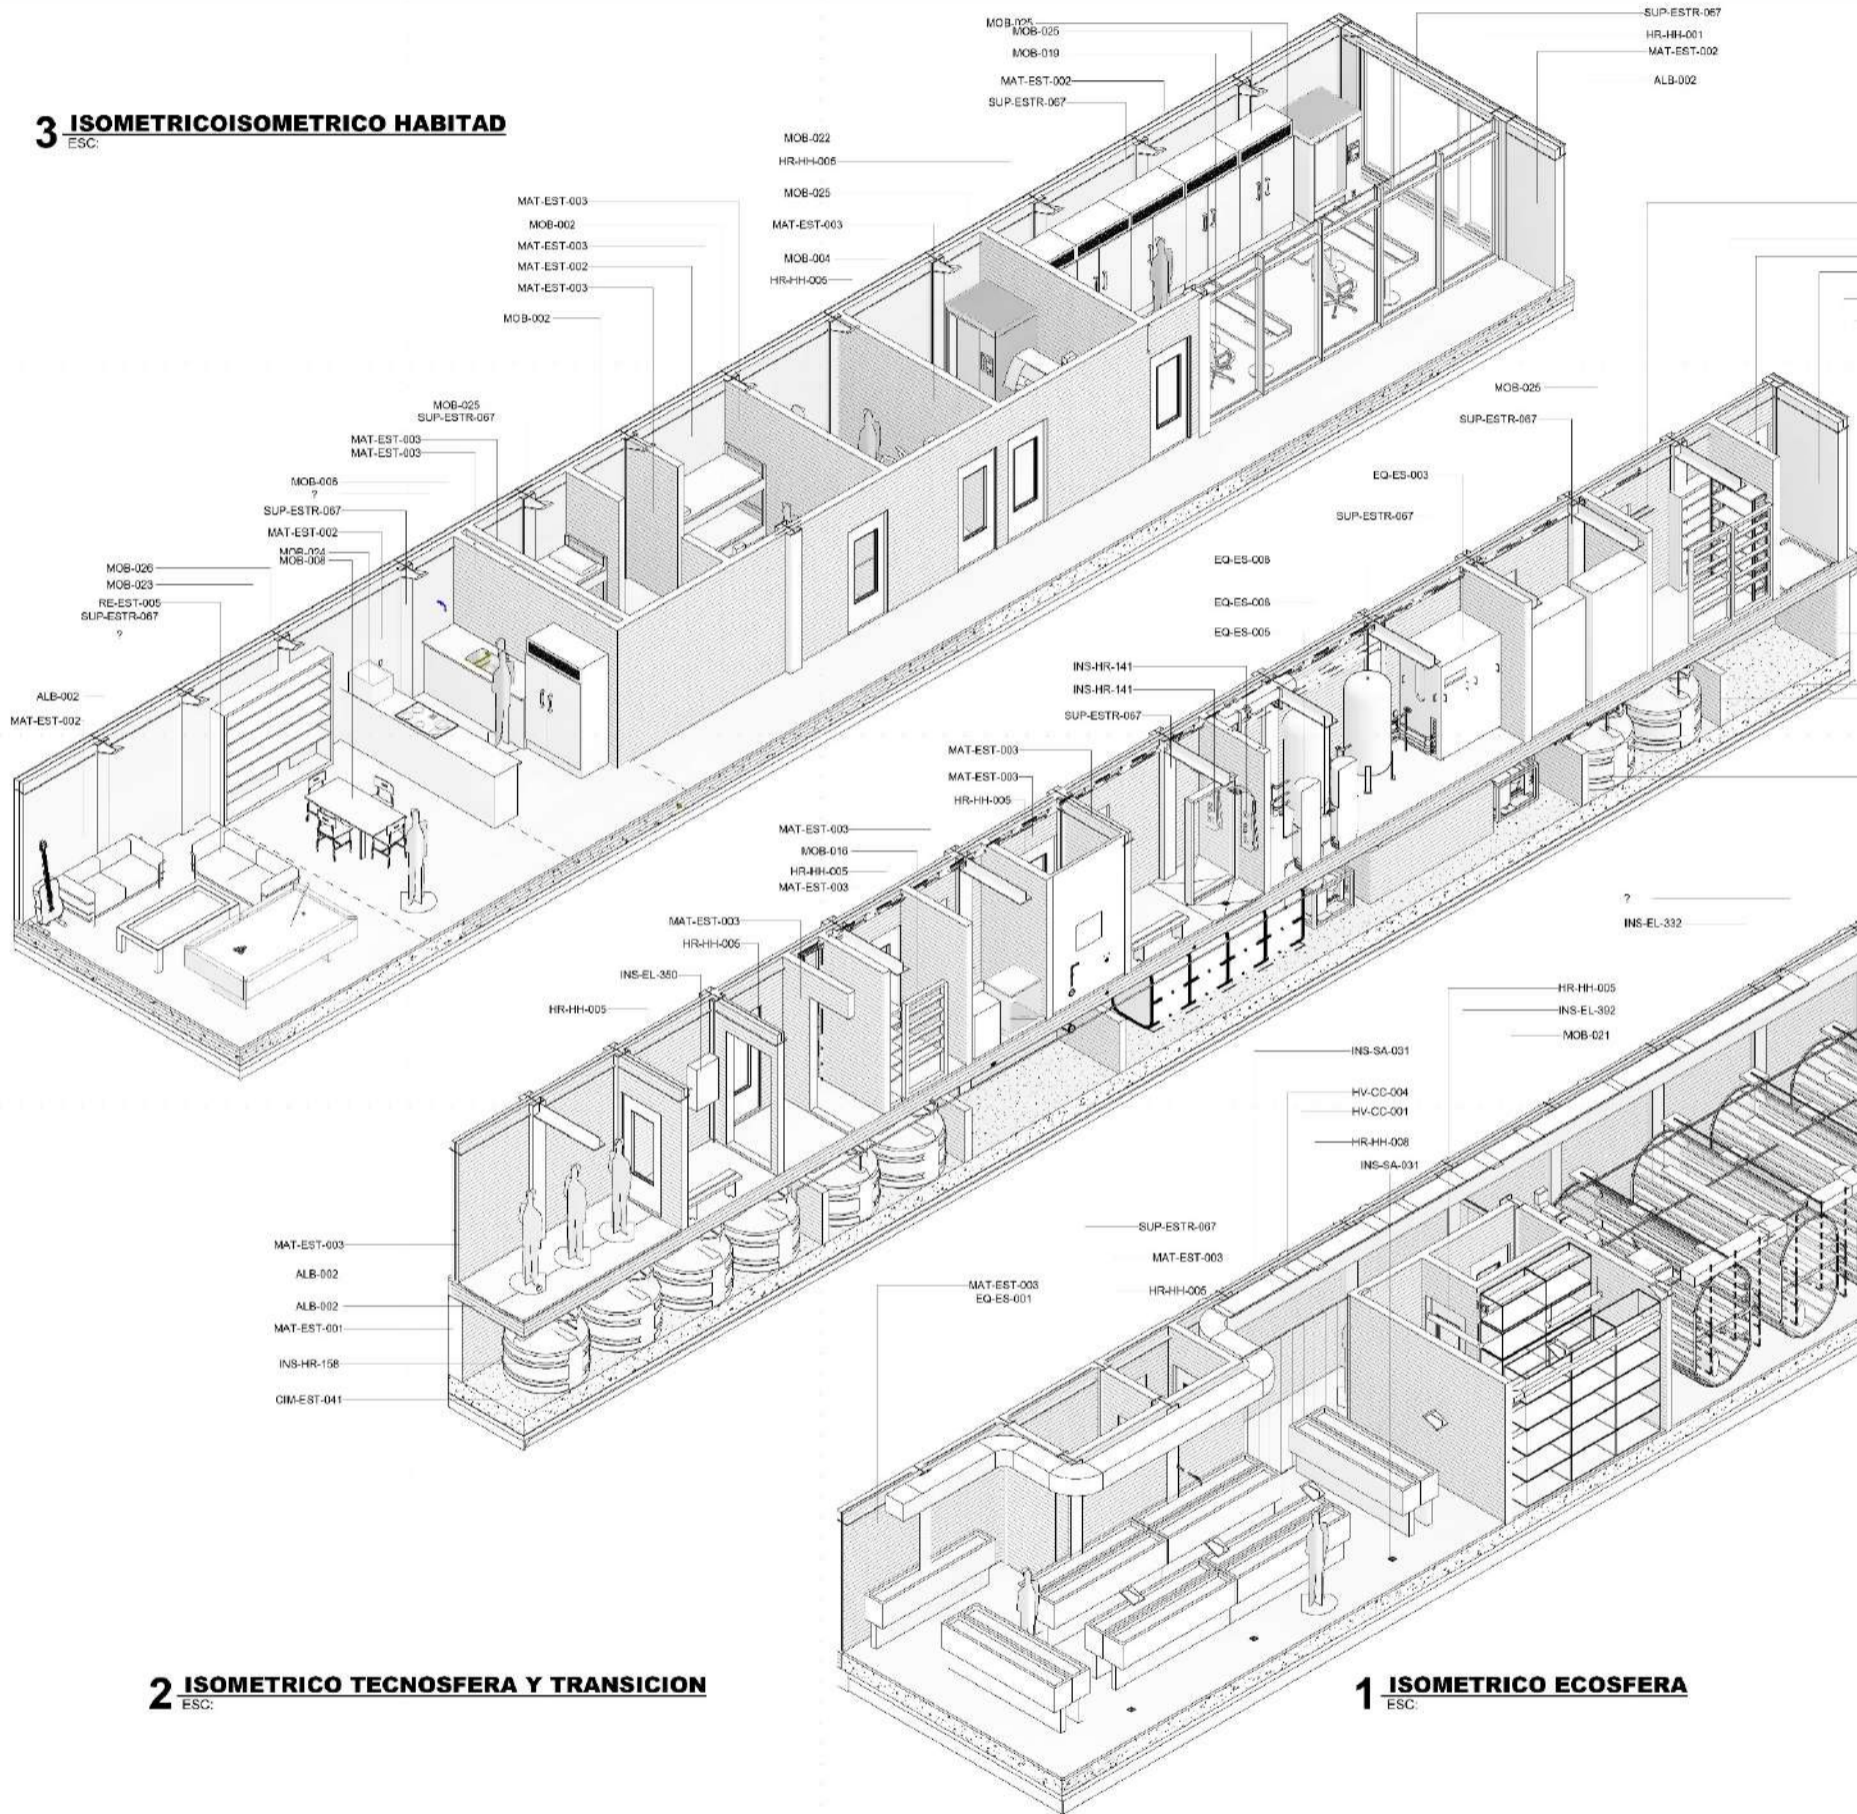 3 ISOMETRICOISOMETRICO HABITAD
ESC:
MOB-025
MOB-025
MOB-019
MAT-EST-002
SUP-ESTR-067
SUP-ESTR-067
HR-HH-001
MAT-EST-002
ALB-002
MOB-022
HR-HH-005
MOB-025
MAT-EST-003
MOB-004
HR-HH-005
MAT-EST-003
MOB-002
MAT-EST-003
MAT-EST-002
MAT-EST-003
MOB-002
MOB-025
SUP-ESTR-067
MAT-EST-003
MAT-EST-003
MOB-006
?
SUP-ESTR-067
MAT-EST-002
MOB-024
MOB-008
MOB-026
MOB-023
RE-EST-005
SUP-ESTR-067
?
ALB-002
MAT-EST-002
MOB-025
SUP-ESTR-067
EQ-ES-003
SUP-ESTR-067
EQ-ES-006
EQ-ES-006
EQ-ES-005
INS-HR-141
INS-HR-141
SUP-ESTR-067
MAT-EST-003
MAT-EST-003
HR-HH-005
MAT-EST-003
MOB-016
HR-HH-005
MAT-EST-003
MAT-EST-003
HR-HH-005
INS-EL-350
HR-HH-005
MAT-EST-003
ALB-002
ALB-002
MAT-EST-001
INS-HR-158
CIM-EST-041
?
INS-EL-332
HR-HH-005
INS-EL-302
MOB-021
INS-SA-031
HV-CC-004
HV-CC-001
HR-HH-008
INS-SA-031
SUP-ESTR-067
MAT-EST-003
HR-HH-005
MAT-EST-003
EQ-ES-001
2 ISOMETRICO TECNOSFERA Y TRANSICION
ESC:
1 ISOMETRICO ECOSFERA
ESC: